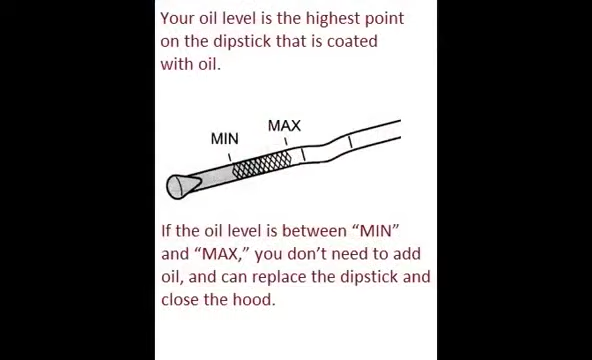 Your oil level is the highest point
on the dipstick that is coated
with oil.
MIN MAX
If the oil level is between “MIN”
and “MAX,” you don’t need to add
oil, and can replace the dipstick and
close the hood.